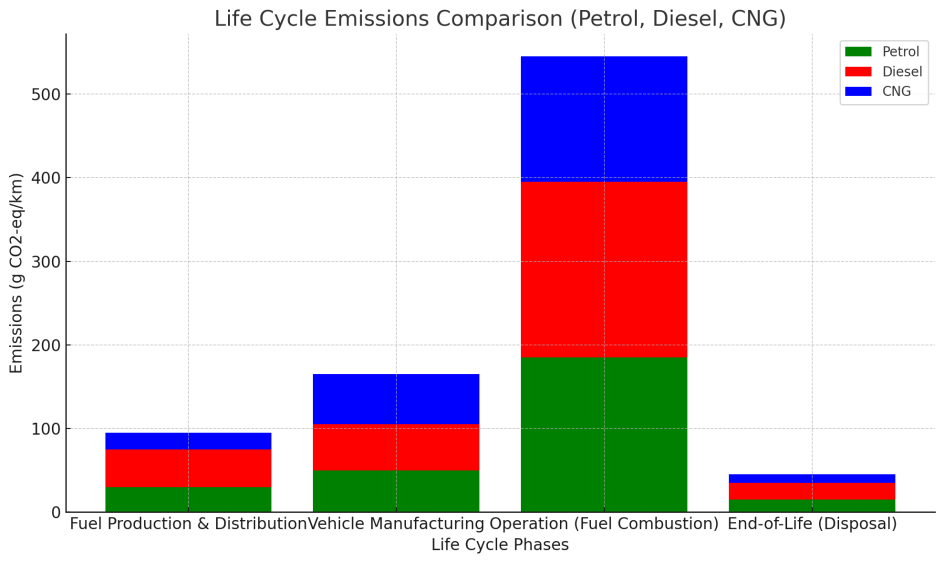 Life Cycle Emissions Comparison (Petrol, Diesel, CNG)
Petrol
Diesel
CNG
Emissions (g CO2-eq/km)
500
400
300
200
100
0
Fuel Production & Distribution
Vehicle Manufacturing
Operation (Fuel Combustion)
End-of-Life (Disposal)
Life Cycle Phases